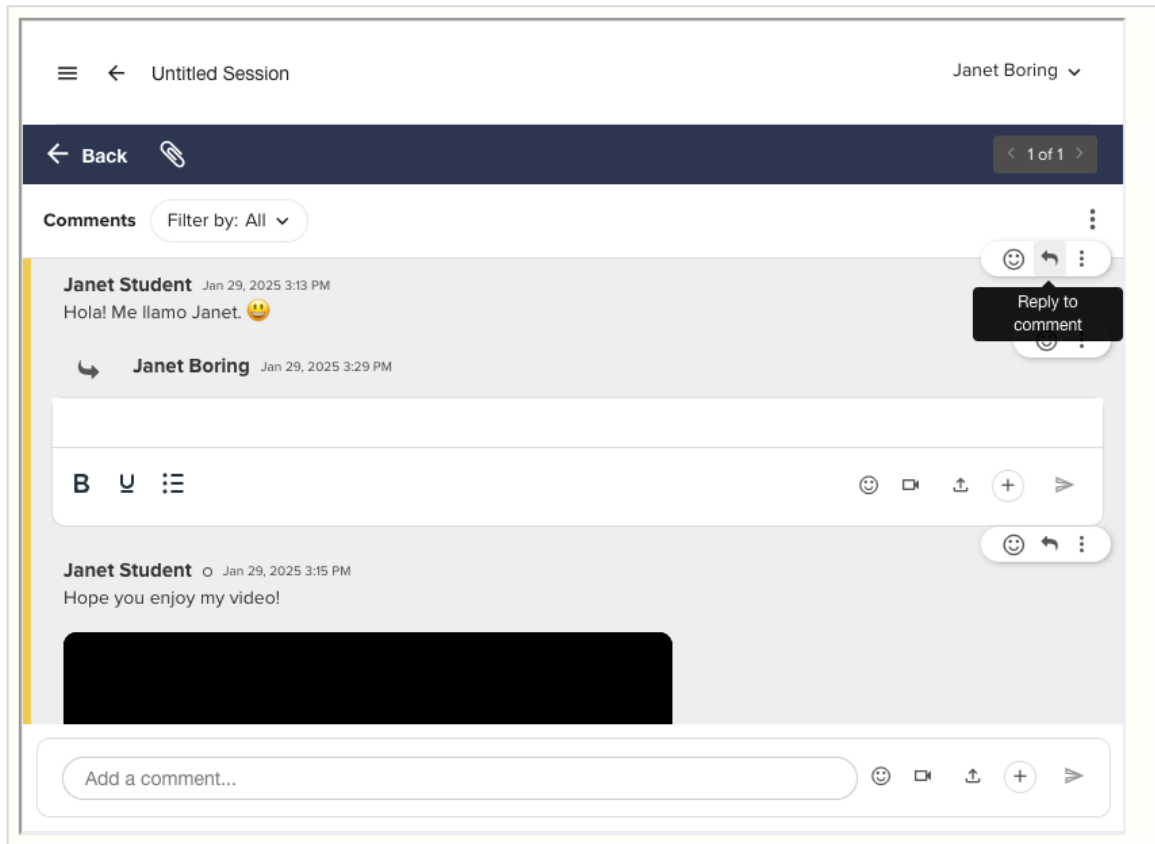 Untitled Session
Janet Boring
Back
1 of 1
Comments
Filter by: All
Janet Student Jan 29, 2025 3:13 PM
Hola! Me llamo Janet. 😃
Reply to
comment
Janet Boring Jan 29, 2025 3:29 PM
B U
Janet Student Jan 29, 2025 3:15 PM
Hope you enjoy my video!
Add a comment...